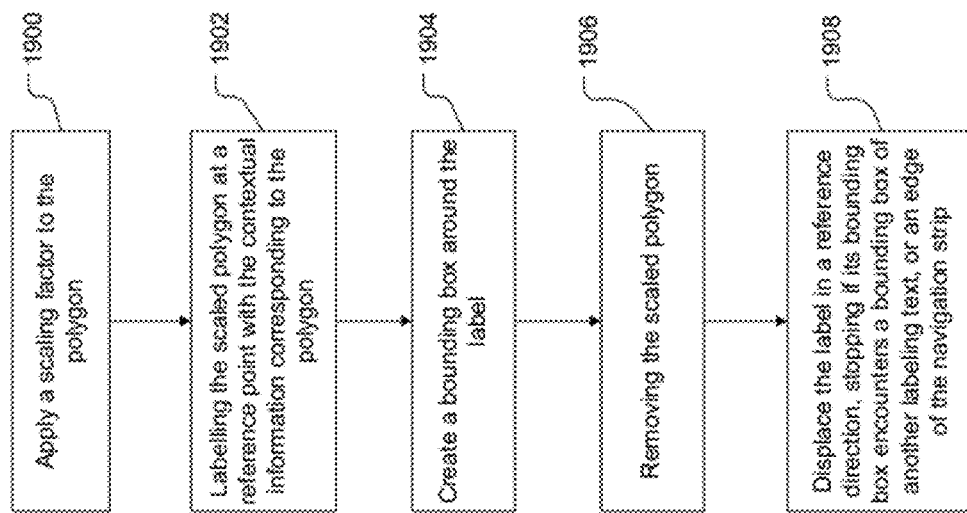 1900
Apply a scaling factor to the
polygon
1902
Labelling the scaled polygon at a
reference point with the contextual
information corresponding to the
polygon
1904
Create a bounding box around the
label
1906
Removing the scaled polygon
1908
Displace the label in a reference
direction, stopping if its bounding
box encounters a bounding box of
another labeling text, or an edge
of the navigation strip